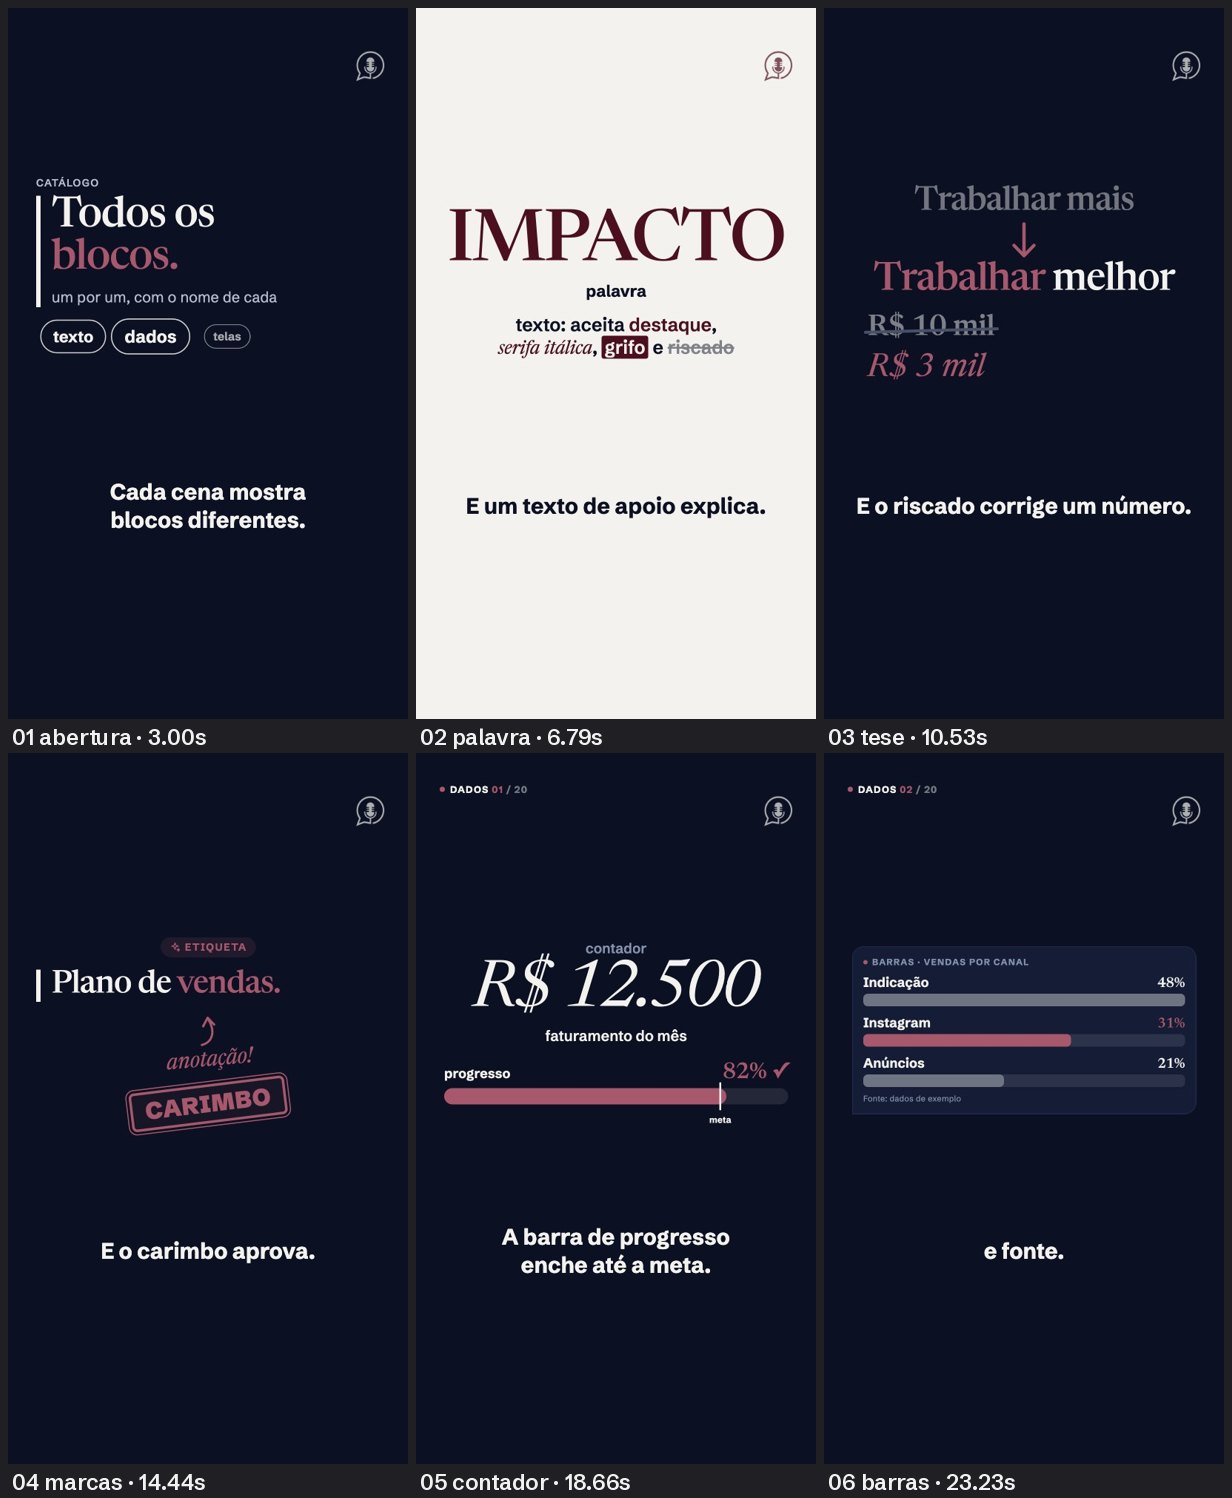 CATÁLOGO
Todos os
blocos.
um por um, com o nome de cada
texto dados telas
Cada cena mostra
blocos diferentes.
01 abertura · 3.00s
IMPACTO
palavra
texto: aceita destaque,
serifa itálica, grifo e riscado
E um texto de apoio explica.
02 palavra · 6.79s
Trabalhar mais
Trabalhar melhor
R$ 10 mil
R$ 3 mil
E o riscado corrige um número.
03 tese · 10.53s
ETIQUETA
Plano de vendas.
anotação!
CARIMBO
E o carimbo aprova.
04 marcas · 14.44s
DADOS 01 / 20
contador
R$ 12.500
faturamento do mês
progresso 82% ✓
meta
A barra de progresso
enche até a meta.
05 contador · 18.66s
DADOS 02 / 20
BARRAS · VENDAS POR CANAL
Indicação 48%
Instagram 31%
Anúncios 21%
Fonte: dados de exemplo
e fonte.
06 barras · 23.23s